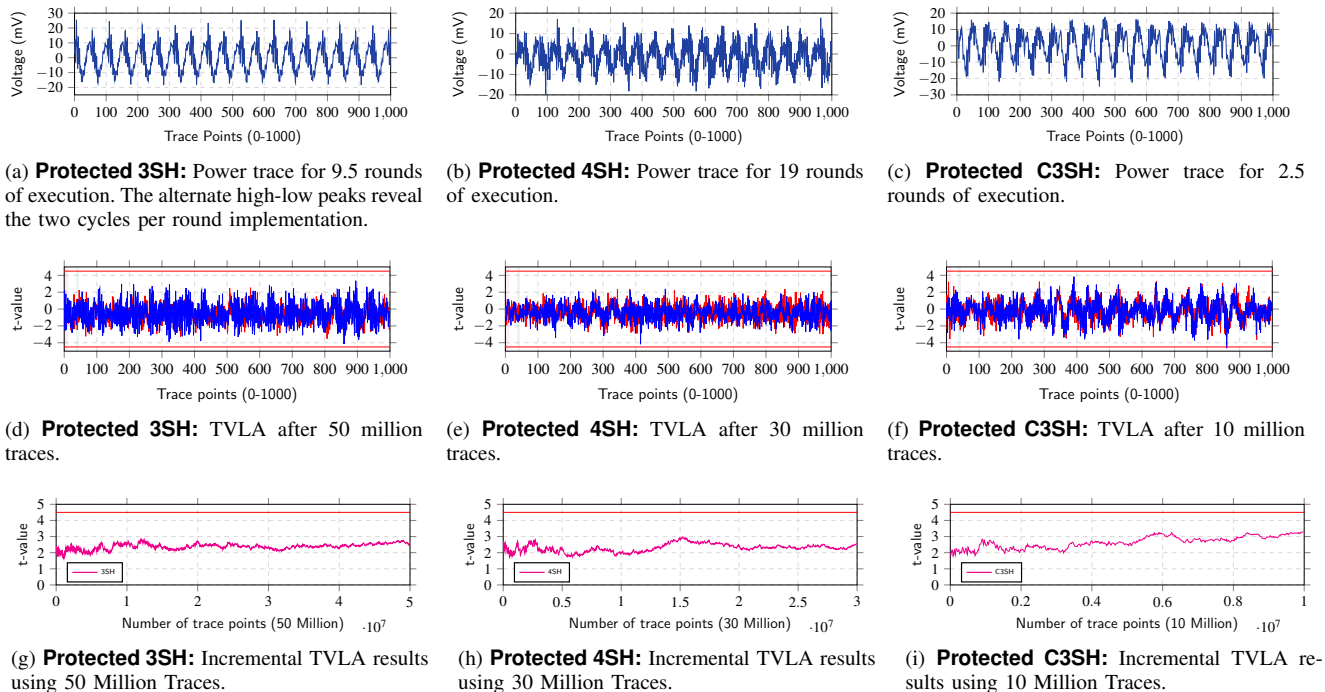 30
20
10
0
−10
−20
Voltage (mV)
0 100 200 300 400 500 600 700 800 900 1,000
Trace Points (0-1000)
20
10
0
−10
−20
Voltage (mV)
0 100 200 300 400 500 600 700 800 900 1,000
Trace Points (0-1000)
20
10
0
−10
−20
−30
Voltage (mV)
0 100 200 300 400 500 600 700 800 900 1,000
Trace Points (0-1000)
(a) Protected 3SH: Power trace for 9.5 rounds
of execution. The alternate high-low peaks reveal
the two cycles per round implementation.
(b) Protected 4SH: Power trace for 19 rounds
of execution.
(c) Protected C3SH: Power trace for 2.5
rounds of execution.
4
2
0
−2
−4
t-value
0 100 200 300 400 500 600 700 800 900 1,000
Trace points (0-1000)
4
2
0
−2
−4
t-value
0 100 200 300 400 500 600 700 800 900 1,000
Trace points (0-1000)
4
2
0
−2
−4
t-value
0 100 200 300 400 500 600 700 800 900 1,000
Trace points (0-1000)
(d) Protected 3SH: TVLA after 50 million
traces.
(e) Protected 4SH: TVLA after 30 million
traces.
(f) Protected C3SH: TVLA after 10 million
traces.
5
4
3
2
1
0
t-value
3SH
0 1 2 3 4 5
Number of trace points (50 Million) ·10⁷
5
4
3
2
1
0
t-value
4SH
0 0.5 1 1.5 2 2.5 3
Number of trace points (30 Million) ·10⁷
5
4
3
2
1
0
t-value
C3SH
0 0.2 0.4 0.6 0.8 1
Number of trace points (10 Million) ·10⁷
(g) Protected 3SH: Incremental TVLA results
using 50 Million Traces.
(h) Protected 4SH: Incremental TVLA results
using 30 Million Traces.
(i) Protected C3SH: Incremental TVLA re-
sults using 10 Million Traces.